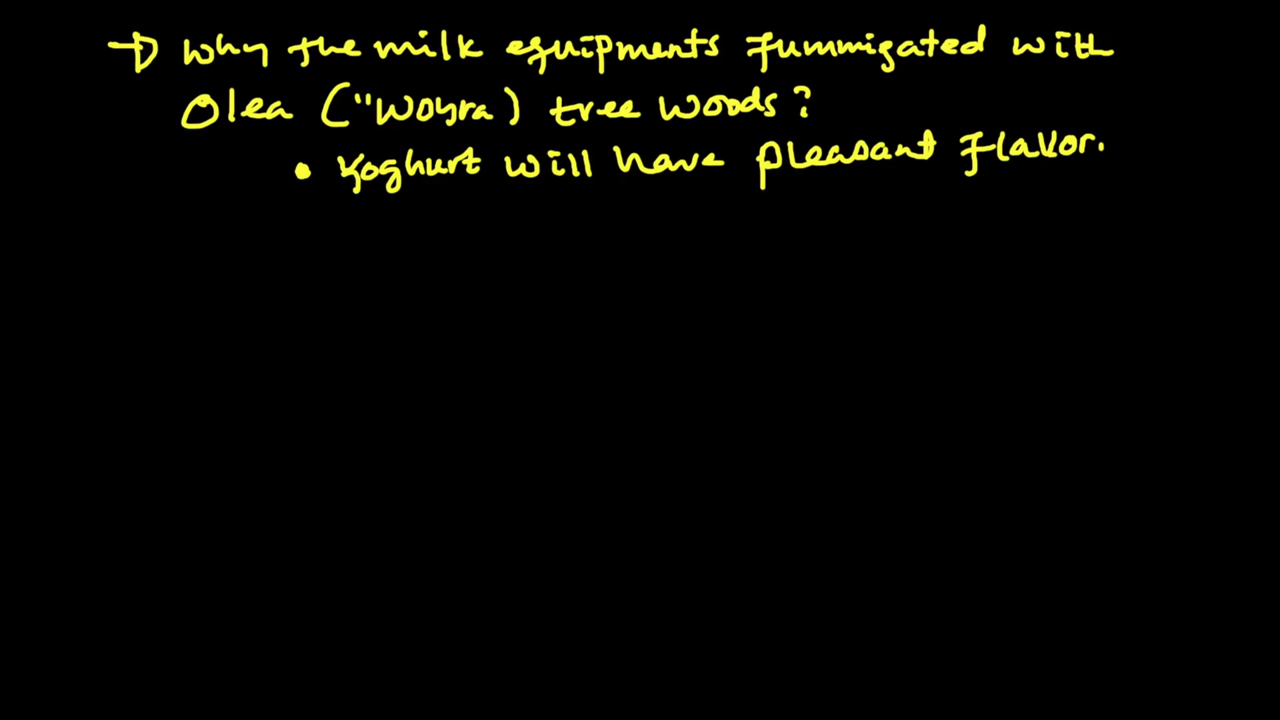 → Why the milk equipments fummigated with
Olea ("Woyra) tree woods?
• Yoghurt will have pleasant flavor.